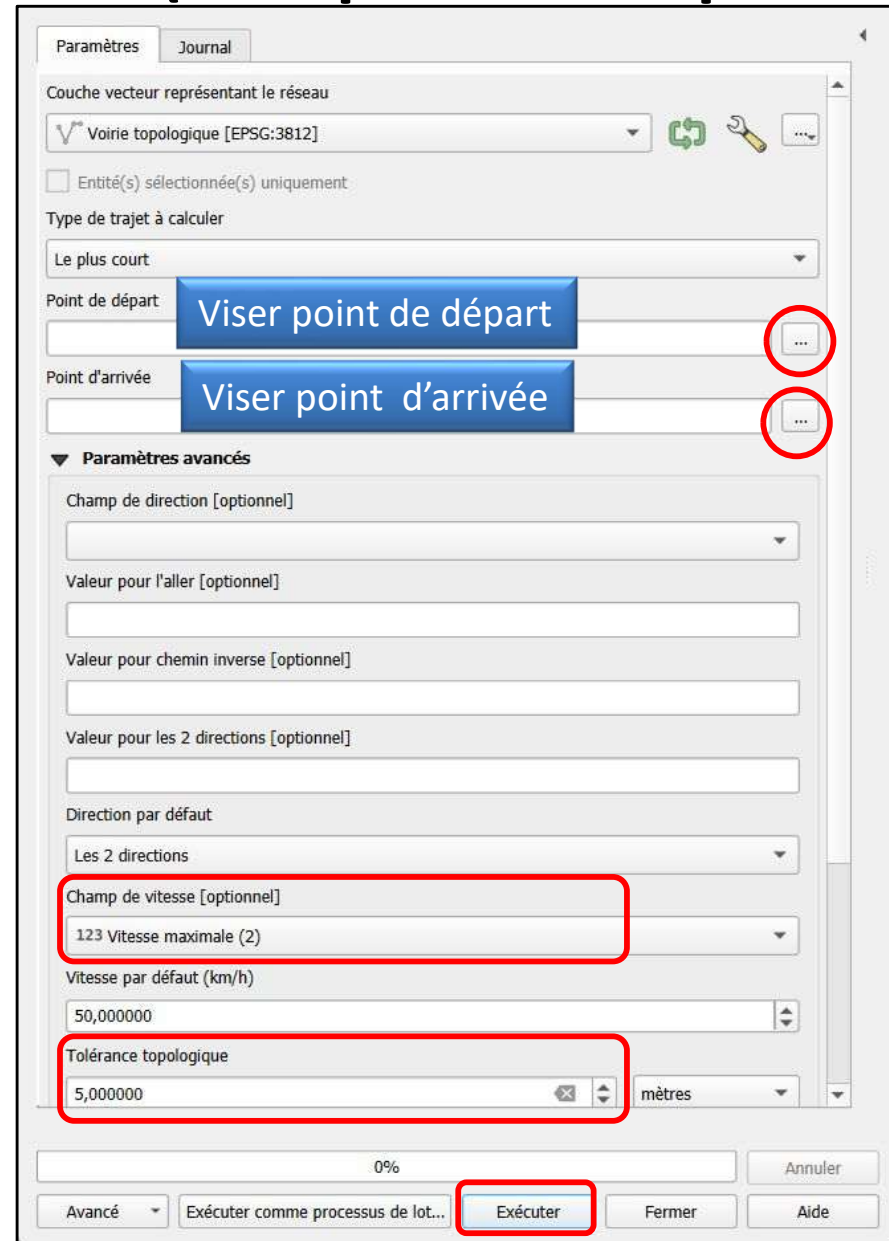 Paramètres Journal
Couche vecteur représentant le réseau
Voirie topologique [EPSG:3812] ...
Entité(s) sélectionnée(s) uniquement
Type de trajet à calculer
Le plus court
Point de départ
Viser point de départ
...
Point d'arrivée
Viser point d’arrivée
...
Paramètres avancés
Champ de direction [optionnel]
Valeur pour l'aller [optionnel]
Valeur pour chemin inverse [optionnel]
Valeur pour les 2 directions [optionnel]
Direction par défaut
Les 2 directions
Champ de vitesse [optionnel]
123 Vitesse maximale (2)
Vitesse par défaut (km/h)
50,000000
Tolérance topologique
5,000000 mètres
0% Annuler
Avancé Exécuter comme processus de lot... Exécuter Fermer Aide